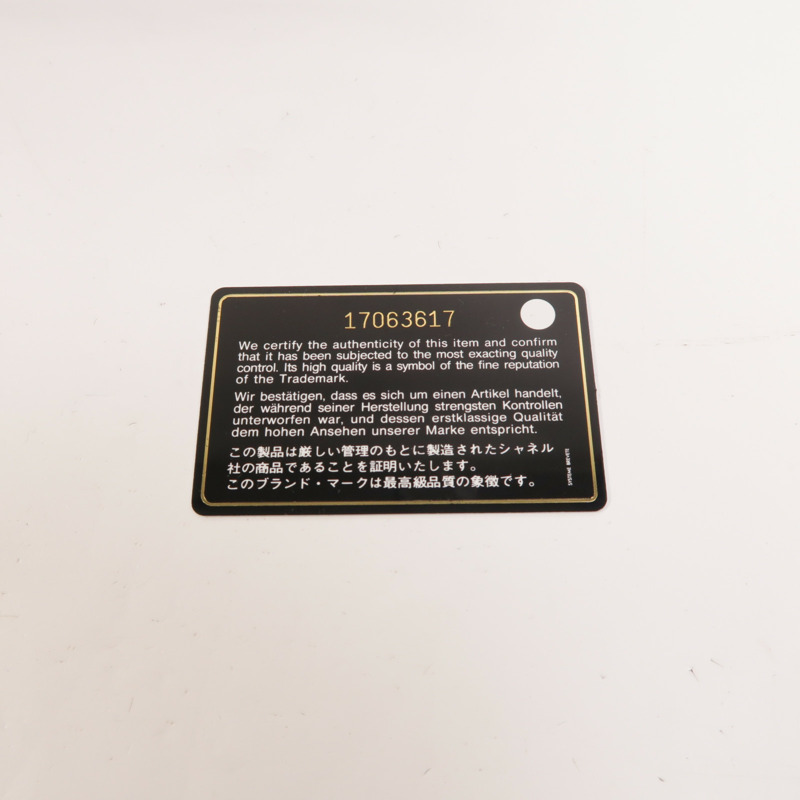 17063617
We certify the authenticity of this item and confirm
that it has been subjected to the most exacting quality
control. Its high quality is a symbol of the fine reputation
of the Trademark.
Wir bestätigen, dass es sich um einen Artikel handelt,
der während seiner Herstellung strengsten Kontrollen
unterworfen war, und dessen erstklassige Qualität
dem hohen Ansehen unserer Marke entspricht.
この製品は厳しい管理のもとに製造されたシャネル
社の商品であることを証明いたします。
このブランド・マークは最高級品質の象徴です。